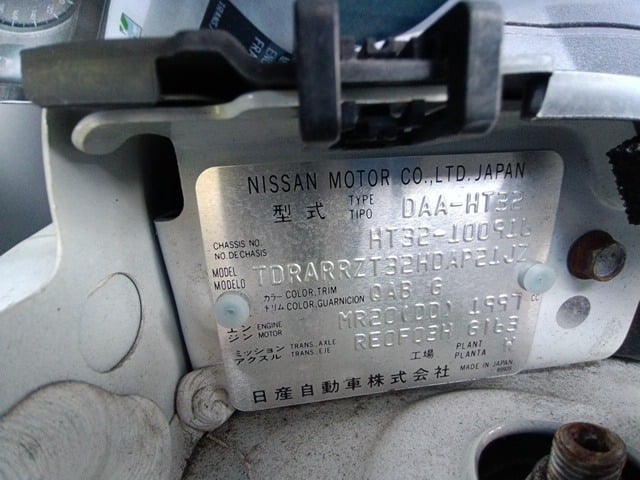 NISSAN MOTOR CO.,LTD. JAPAN
型式 TYPE TIPO DAA-HT32
CHASSIS NO. NO.DE CHASIS HT32-100916
MODEL MODELO TDRARRZT32HDAP21JZ
カラー COLOR,TRIM トリム COLOR,GUARNICION QAB G
エンジン ENGINE MOTOR MR20(DD) 1997 CC
ミッション アクスル TRANS.,AXLE TRANS.,EJE RE0F03H G163
工場 PLANT PLANTA
日産自動車株式会社 MADE IN JAPAN